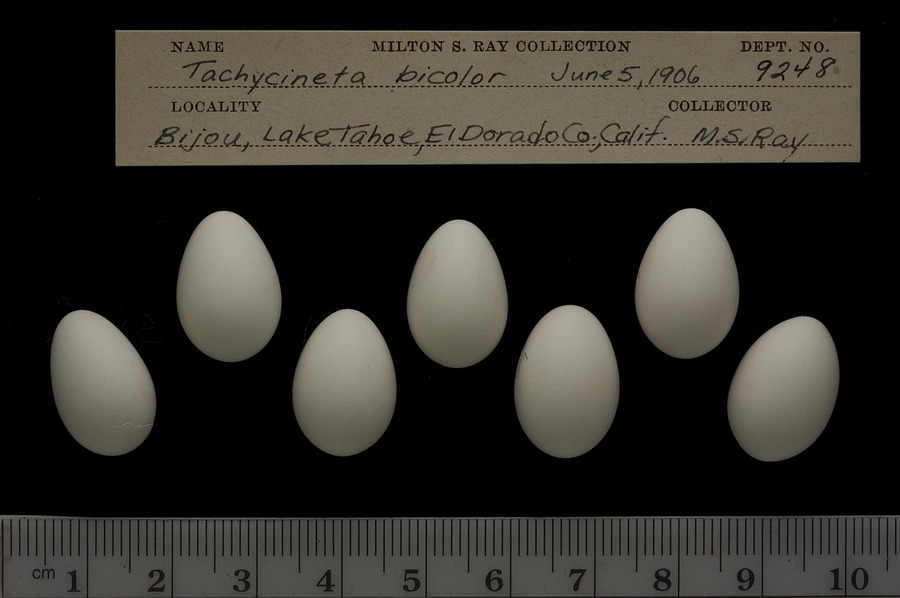 NAME MILTON S. RAY COLLECTION DEPT. NO.
Tachycineta bicolor June 5, 1906 9248
LOCALITY COLLECTOR
Bijou, Lake Tahoe, El Dorado Co., Calif. M.S. Ray
cm 1 2 3 4 5 6 7 8 9 10